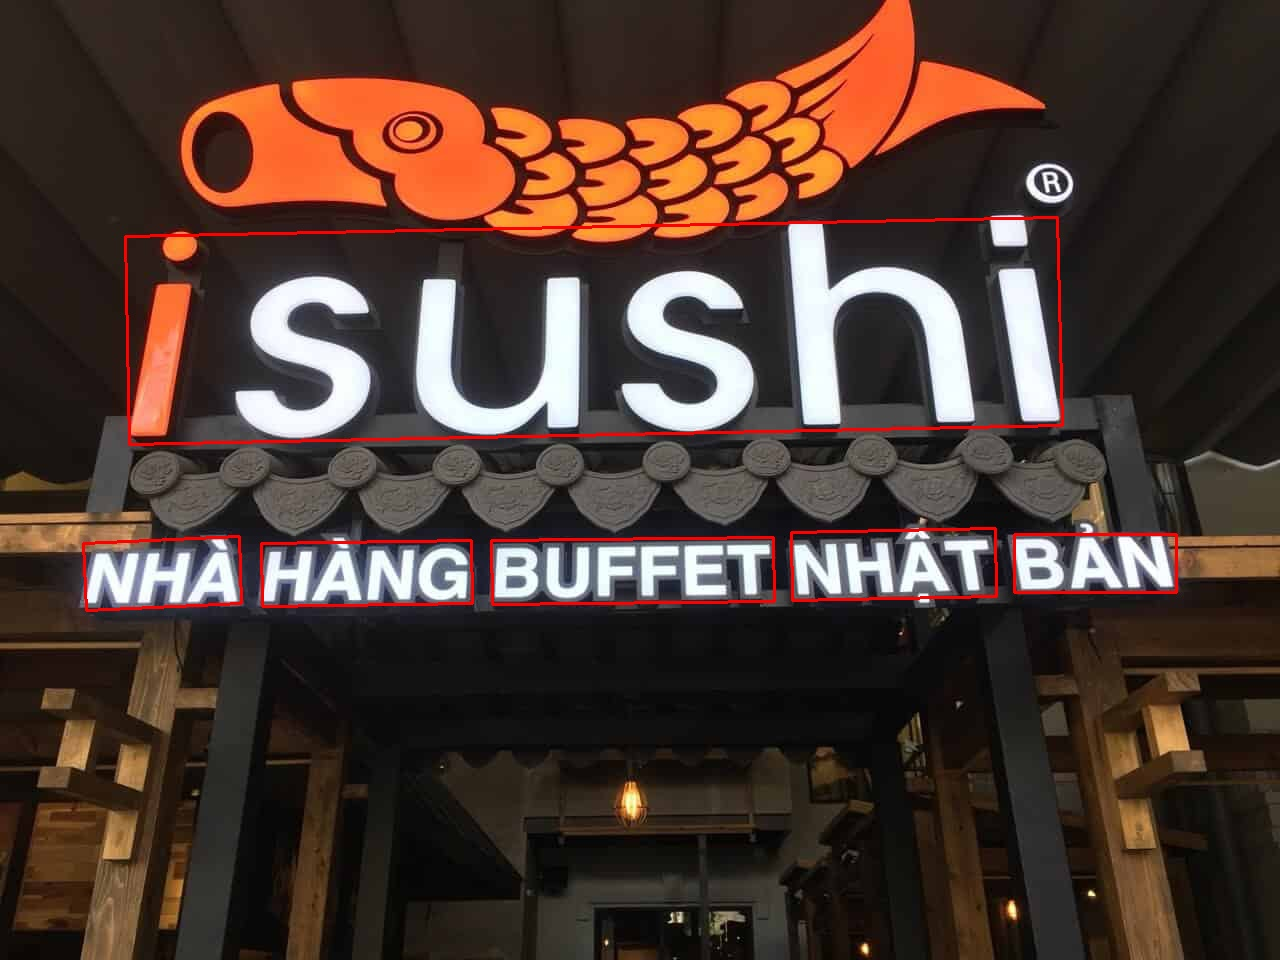 ®
isushi
NHÀ HÀNG BUFFET NHẬT BẢN